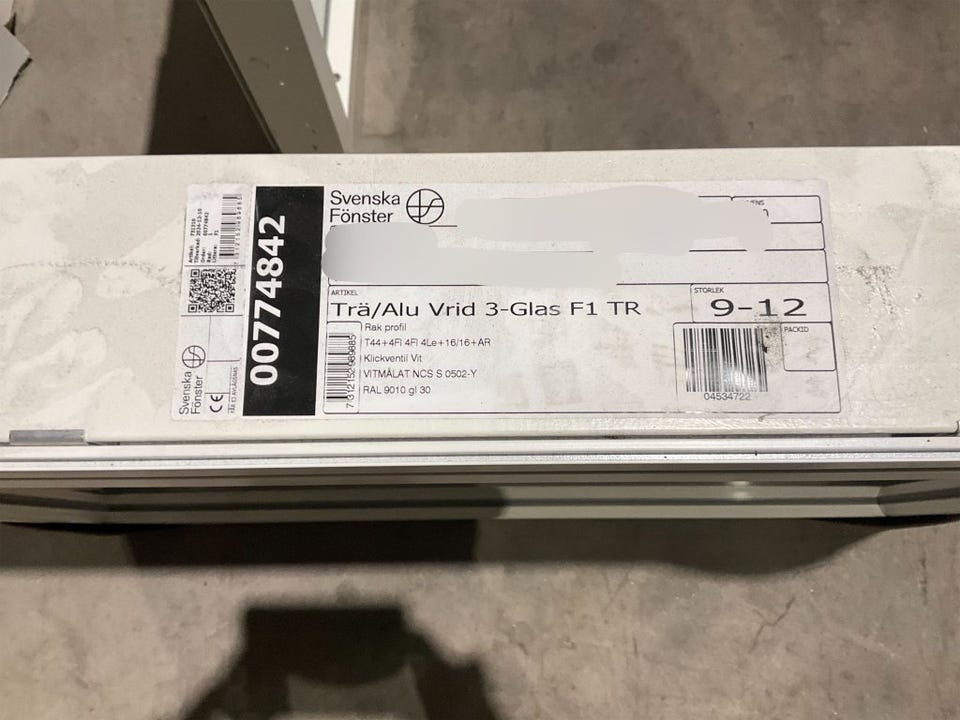 Svenska
Fönster
ARTIKEL
Trä/Alu Vrid 3-Glas F1 TR
STORLEK
9-12
Rak profil
T44+4Fl 4Fl 4Le+16/16+AR
Klickventil Vit
VITMÅLAT NCS S 0502-Y
RAL 9010 gl 30
PACKID
04534722
00774842
Svenska
Fönster
CE